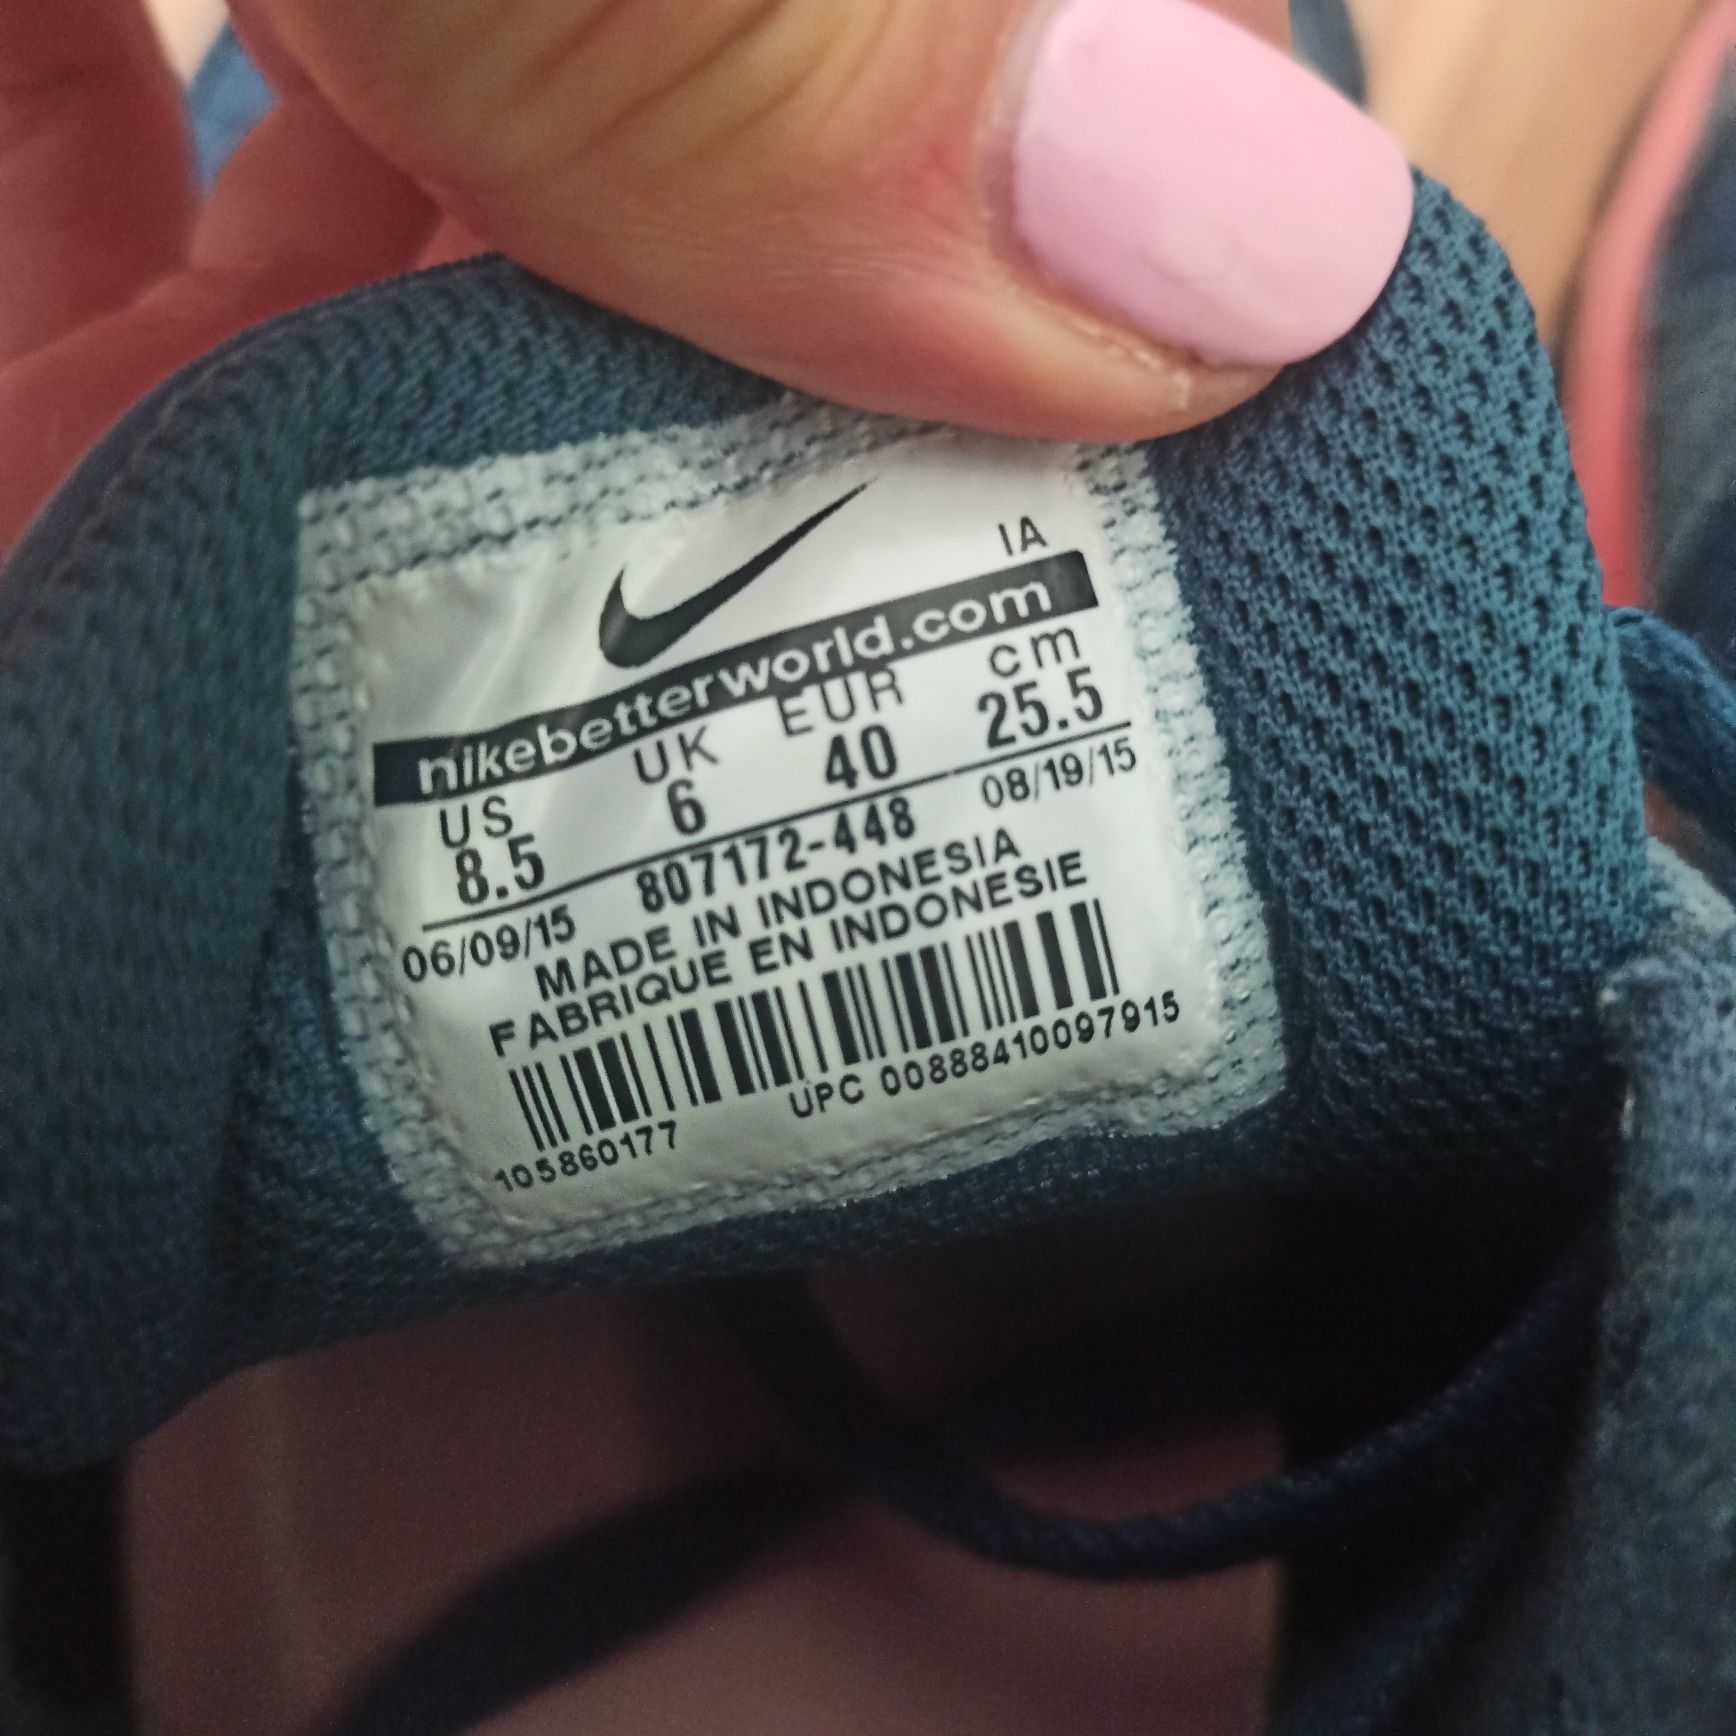 IA
nikebetterworld.com
US UK EUR cm
8.5 6 40 25.5
06/09/15 807172-448 08/19/15
MADE IN INDONESIA
FABRIQUE EN INDONESIE
105860177 UPC 00888410097915